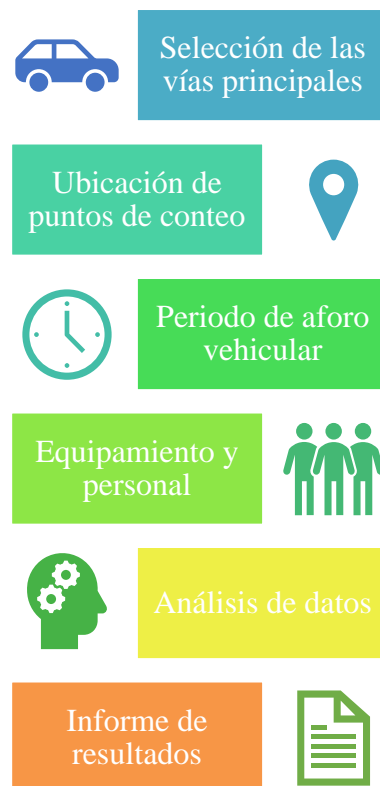 Selección de las
vías principales
Ubicación de
puntos de conteo
Periodo de aforo
vehicular
Equipamiento y
personal
Análisis de datos
Informe de
resultados